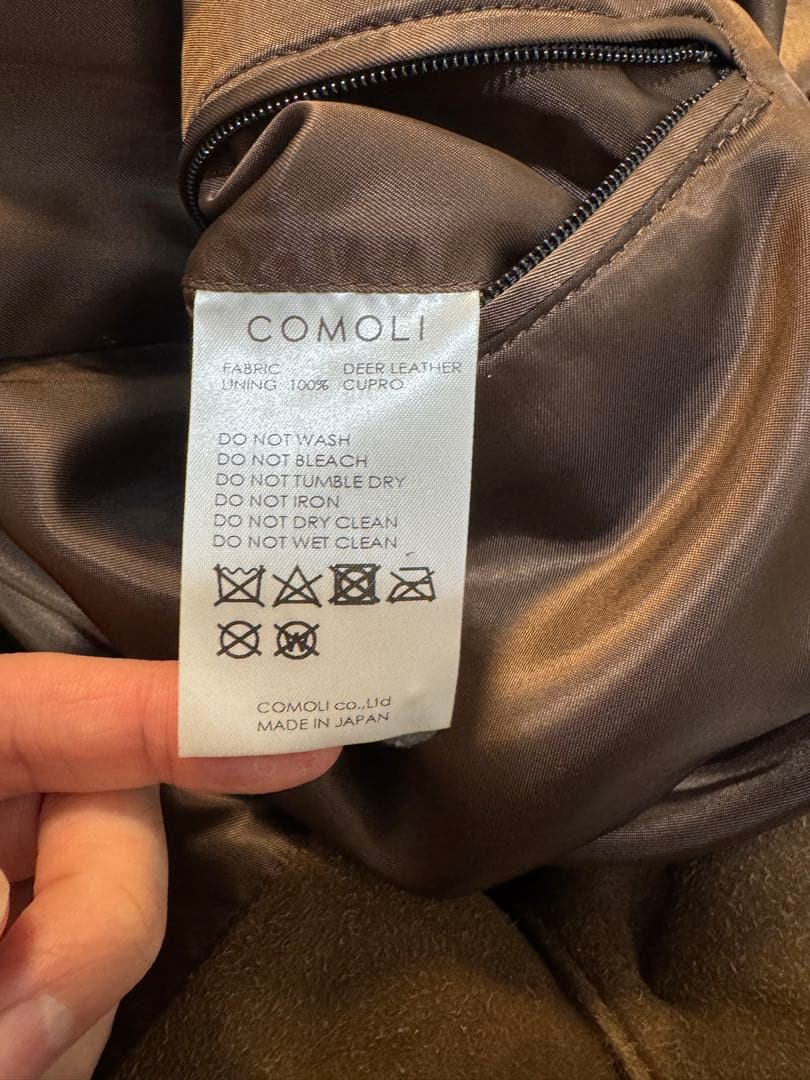 COMOLI
FABRIC DEER LEATHER
LINING 100% CUPRO
DO NOT WASH
DO NOT BLEACH
DO NOT TUMBLE DRY
DO NOT IRON
DO NOT DRY CLEAN
DO NOT WET CLEAN
W
COMOLI co.,Ltd
MADE IN JAPAN